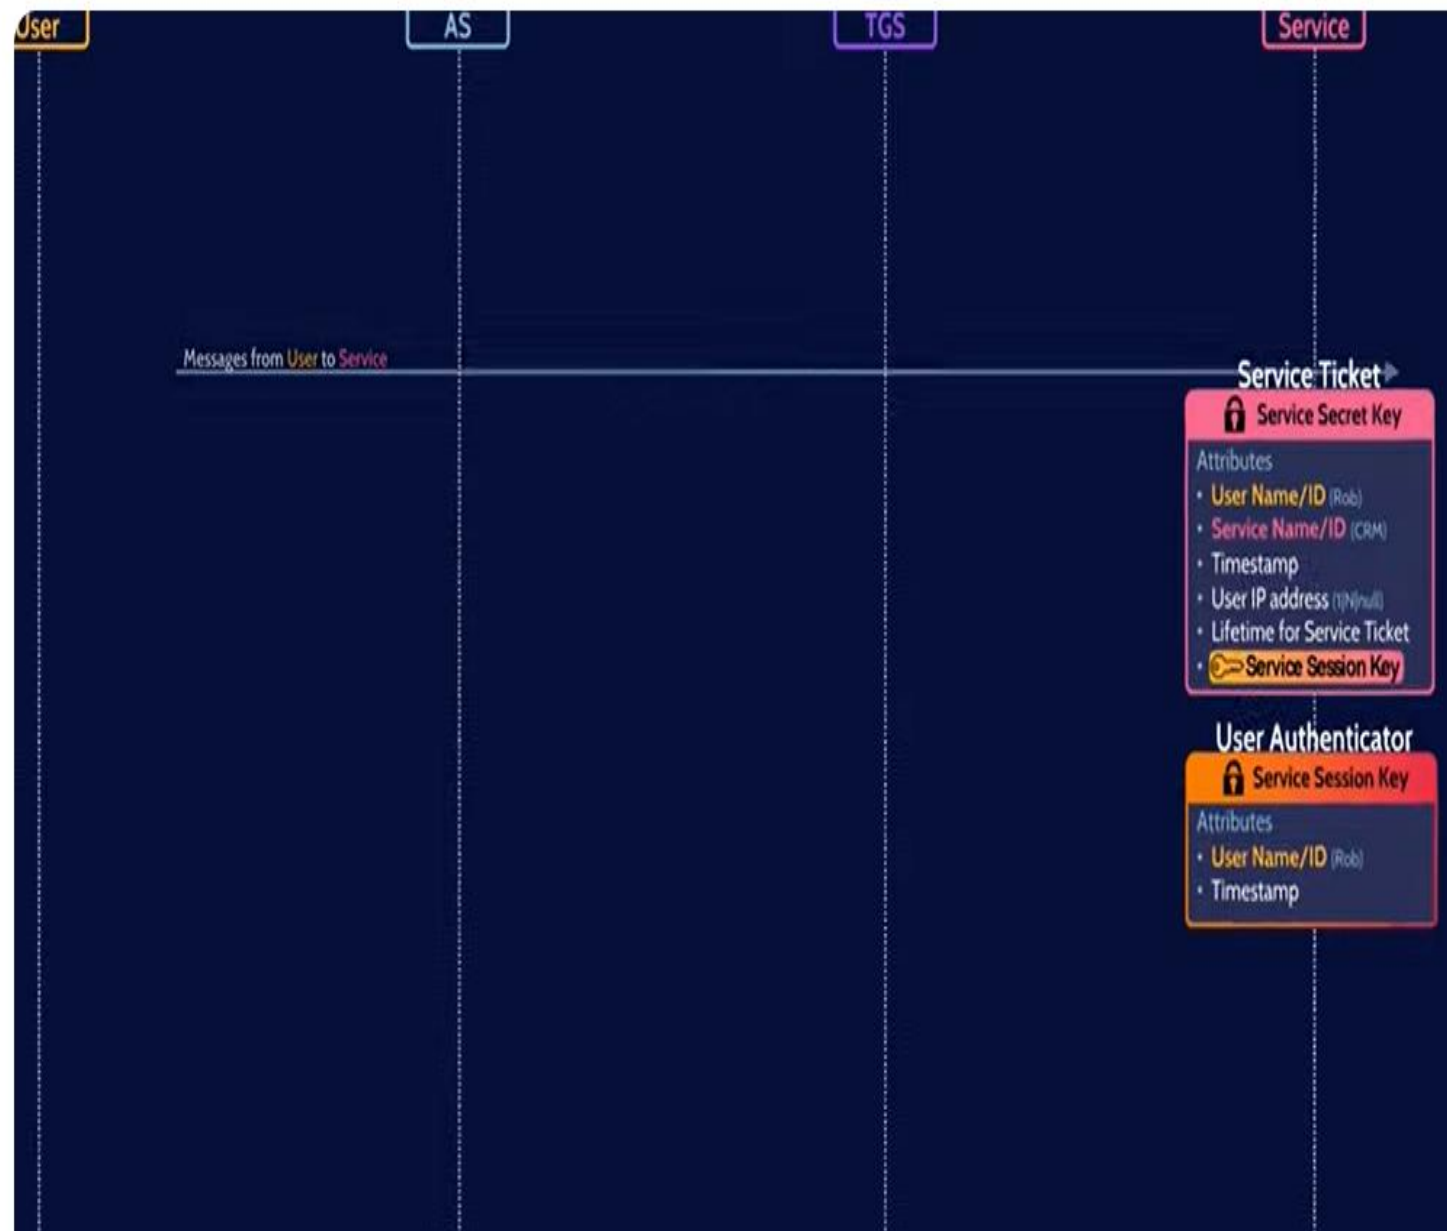 User
AS
TGS
Service
Messages from User to Service
Service Ticket
Service Secret Key
Attributes
• User Name/ID (Rob)
• Service Name/ID (CRM)
• Timestamp
• User IP address (1|N|null)
• Lifetime for Service Ticket
• Service Session Key
User Authenticator
Service Session Key
Attributes
• User Name/ID (Rob)
• Timestamp